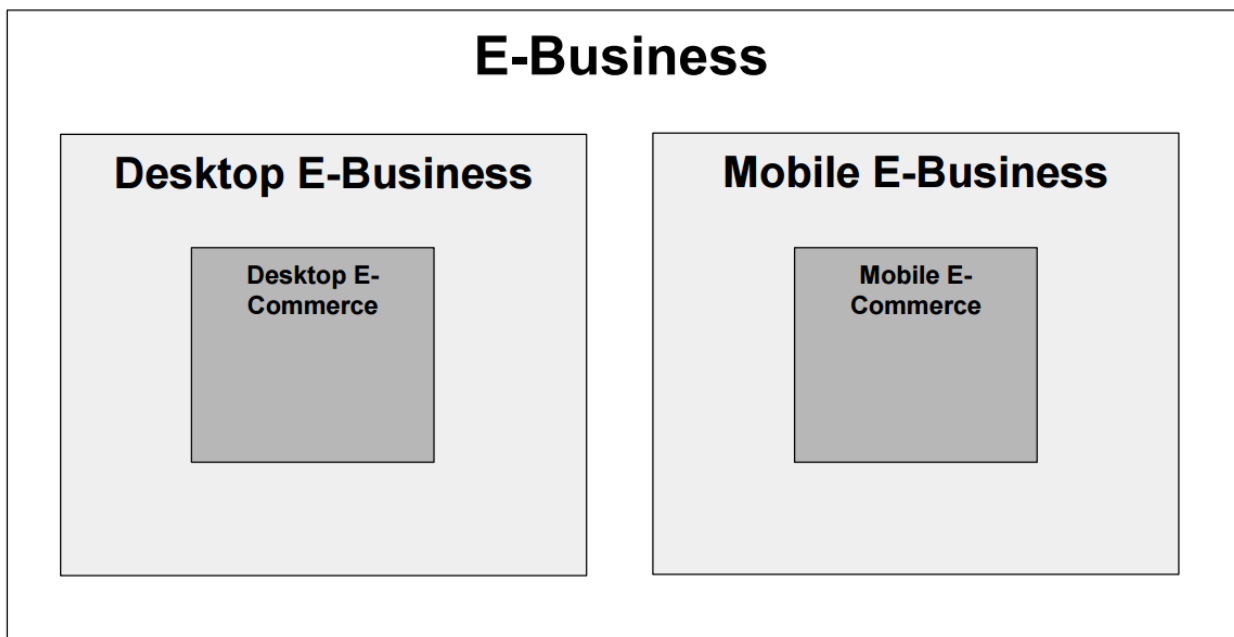 E-Business
Desktop E-Business
Mobile E-Business
Desktop E-
Commerce
Mobile E-
Commerce